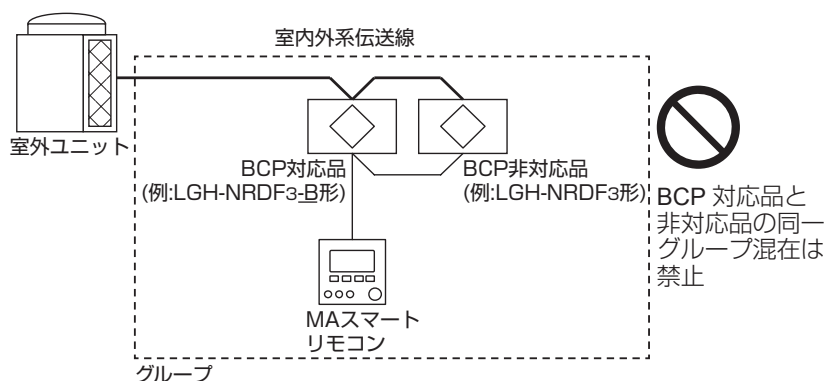 室内外系伝送線
室外ユニット
BCP対応品
(例:LGH-NRDF3-B形)
BCP非対応品
(例:LGH-NRDF3形)
BCP 対応品と
非対応品の同一
グループ混在は
禁止
MAスマート
リモコン
グループ